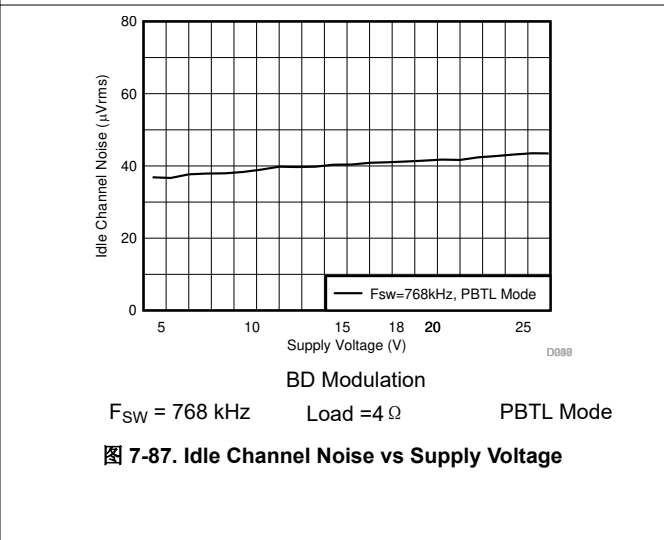 80
60
40
20
0
Idle Channel Noise (μVrms)
Fsw=768kHz, PBTL Mode
5 10 15 18 20 25
Supply Voltage (V)
BD Modulation
FSW = 768 kHz Load =4 Ω PBTL Mode
图 7-87. Idle Channel Noise vs Supply Voltage